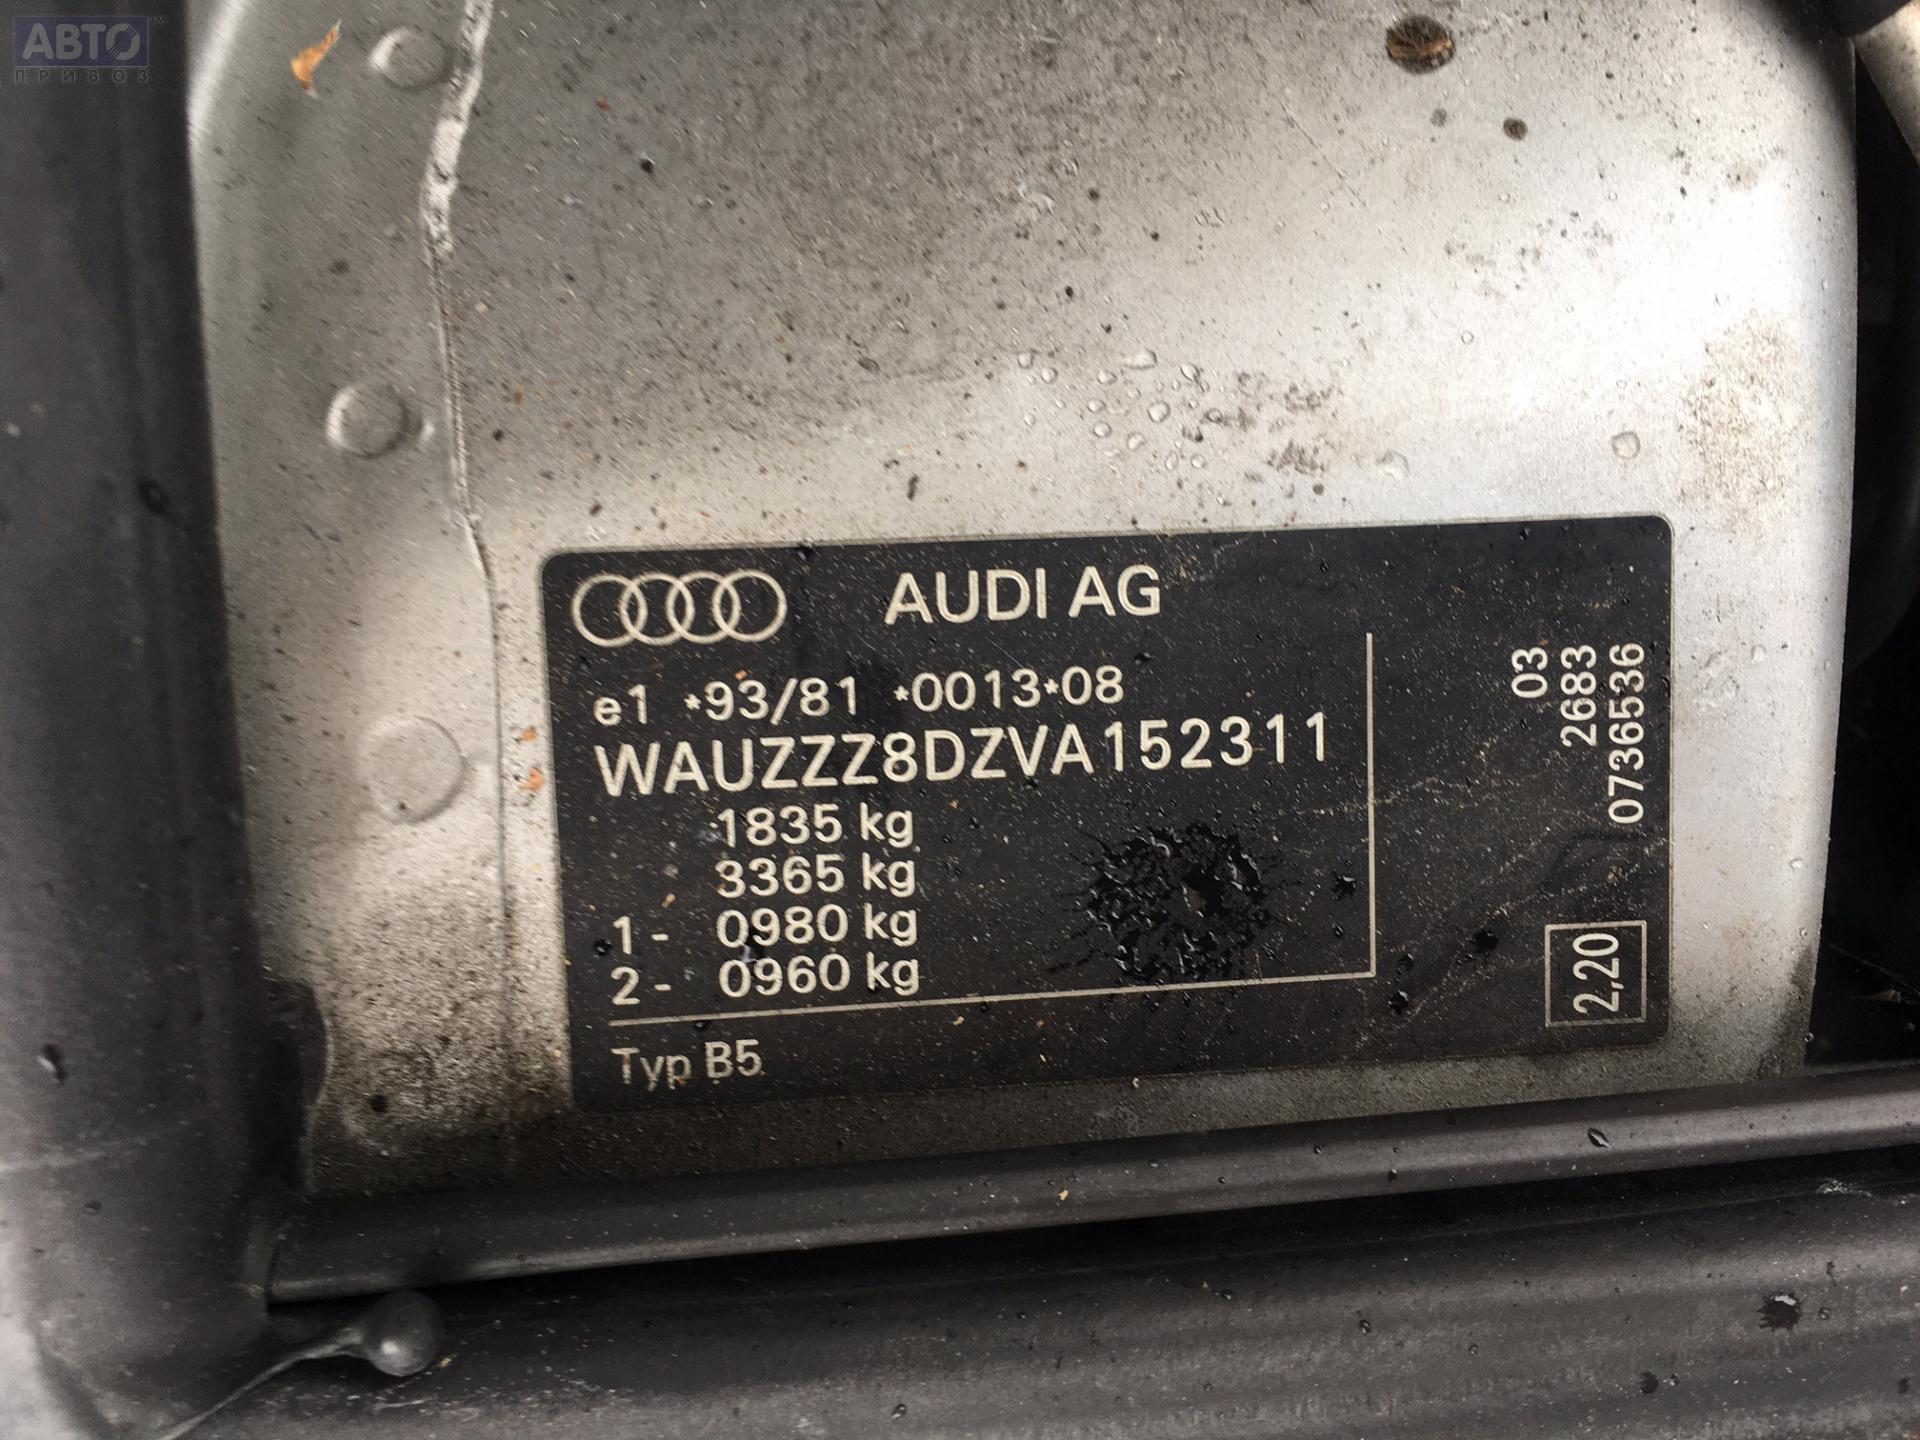 АВТО
ПРИВОЗ
AUDI AG
e1 *93/81 *0013*08
WAUZZZ8DZVA152311
1835 kg
3365 kg
1- 0980 kg
2- 0960 kg
Typ B5
03
2683
07365536
2,20